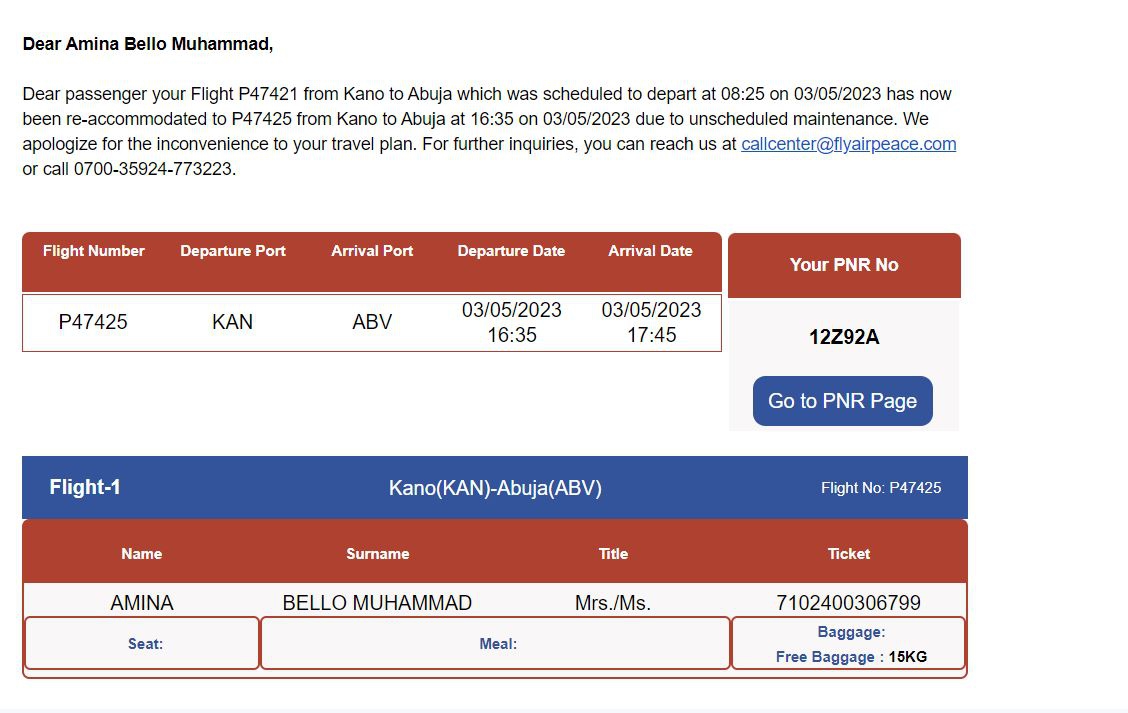 Dear Amina Bello Muhammad,
Dear passenger your Flight P47421 from Kano to Abuja which was scheduled to depart at 08:25 on 03/05/2023 has now
been re-accommodated to P47425 from Kano to Abuja at 16:35 on 03/05/2023 due to unscheduled maintenance. We
apologize for the inconvenience to your travel plan. For further inquiries, you can reach us at callcenter@flyairpeace.com
or call 0700-35924-773223.
Flight Number Departure Port Arrival Port Departure Date Arrival Date
P47425 KAN ABV 03/05/2023 03/05/2023
16:35 17:45
Your PNR No
12Z92A
Go to PNR Page
Flight-1 Kano(KAN)-Abuja(ABV) Flight No: P47425
Name Surname Title Ticket
AMINA BELLO MUHAMMAD Mrs./Ms. 7102400306799
Seat: Meal: Baggage:
Free Baggage : 15KG